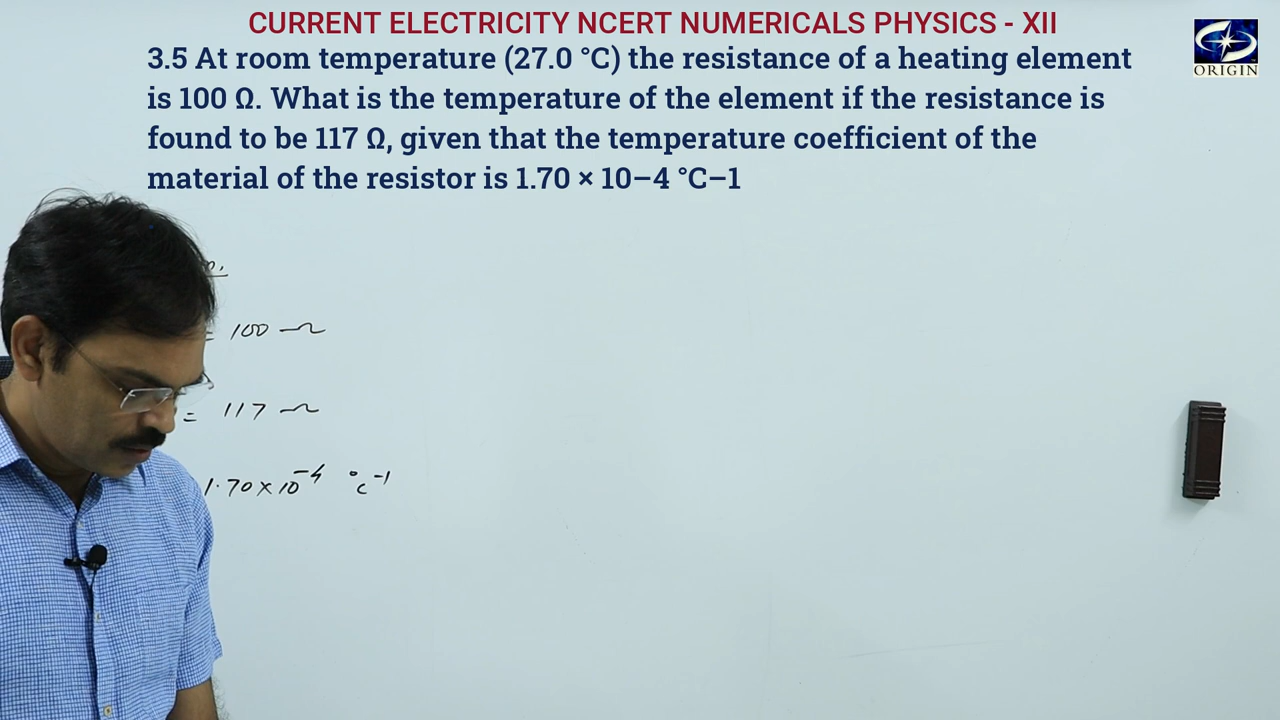 CURRENT ELECTRICITY NCERT NUMERICALS PHYSICS - XII
3.5 At room temperature (27.0 °C) the resistance of a heating element
is 100 Ω. What is the temperature of the element if the resistance is
found to be 117 Ω, given that the temperature coefficient of the
material of the resistor is 1.70 × 10–4 °C–1
ORIGIN
= 100 Ω
= 117 Ω
1.70 × 10⁻⁴ °C⁻¹